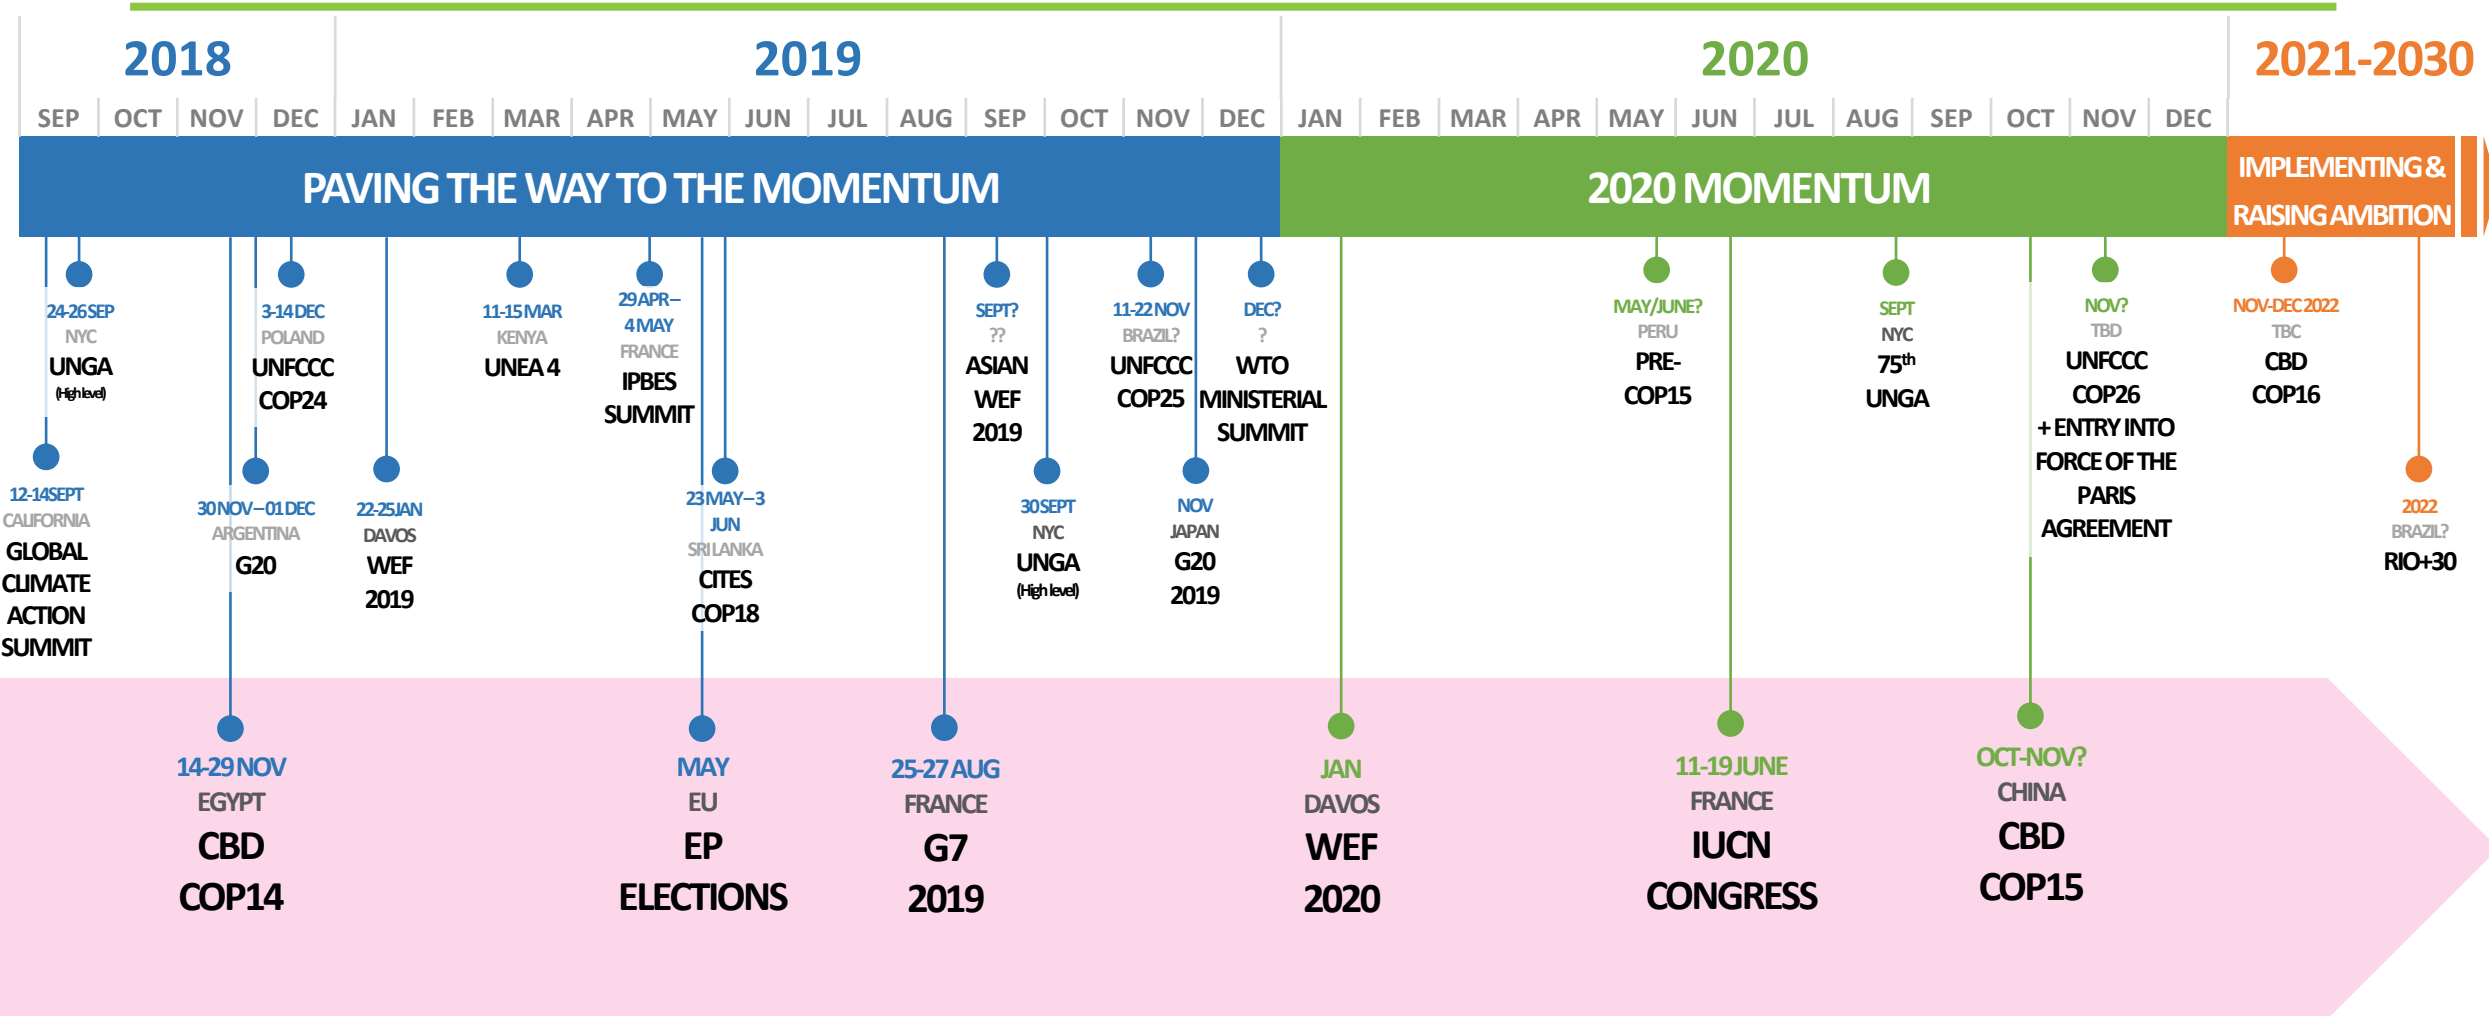 2018
2019
2020
2021-2030
SEP OCT NOV DEC JAN FEB MAR APR MAY JUN JUL AUG SEP OCT NOV DEC JAN FEB MAR APR MAY JUN JUL AUG SEP OCT NOV DEC
PAVING THE WAY TO THE MOMENTUM
2020 MOMENTUM
IMPLEMENTING &
RAISING AMBITION
24-26 SEP
NYC
UNGA
(High level)
3-14 DEC
POLAND
UNFCCC
COP24
11-15 MAR
KENYA
UNEA 4
29 APR –
4 MAY
FRANCE
IPBES
SUMMIT
SEPT?
??
ASIAN
WEF
2019
11-22 NOV
BRAZIL?
UNFCCC
COP25
DEC?
?
WTO
MINISTERIAL
SUMMIT
MAY/JUNE?
PERU
PRE-
COP15
SEPT
NYC
75th
UNGA
NOV?
TBD
UNFCCC
COP26
+ ENTRY INTO
FORCE OF THE
PARIS
AGREEMENT
NOV-DEC 2022
TBC
CBD
COP16
12-14 SEPT
CALIFORNIA
GLOBAL
CLIMATE
ACTION
SUMMIT
30 NOV – 01 DEC
ARGENTINA
G20
22-25 JAN
DAVOS
WEF
2019
23 MAY – 3
JUN
SRI LANKA
CITES
COP18
30 SEPT
NYC
UNGA
(High level)
NOV
JAPAN
G20
2019
2022
BRAZIL?
RIO+30
14-29 NOV
EGYPT
CBD
COP14
MAY
EU
EP
ELECTIONS
25-27 AUG
FRANCE
G7
2019
JAN
DAVOS
WEF
2020
11-19 JUNE
FRANCE
IUCN
CONGRESS
OCT-NOV?
CHINA
CBD
COP15